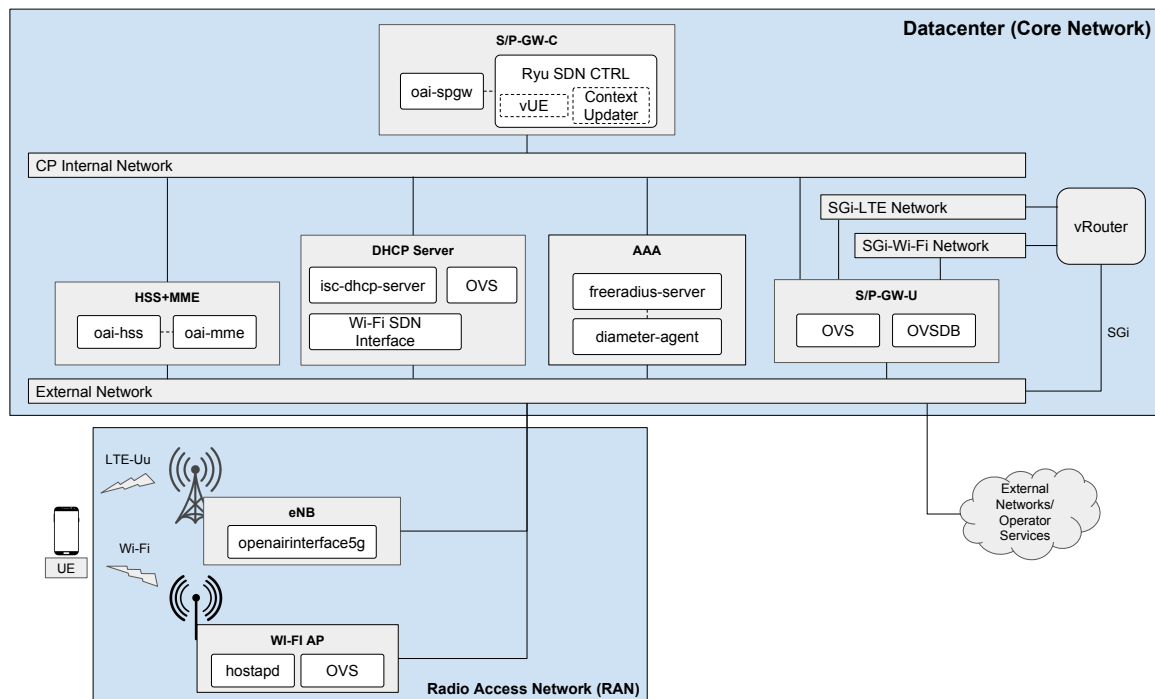 Datacenter (Core Network)
S/P-GW-C
oai-spgw
Ryu SDN CTRL
vUE
Context
Updater
CP Internal Network
SGi-LTE Network
SGi-Wi-Fi Network
vRouter
DHCP Server
isc-dhcp-server
OVS
Wi-Fi SDN
Interface
AAA
freeradius-server
diameter-agent
HSS+MME
oai-hss
oai-mme
S/P-GW-U
OVS
OVSDB
SGi
External Network
LTE-Uu
eNB
openairinterface5g
UE
Wi-Fi
WI-FI AP
hostapd
OVS
Radio Access Network (RAN)
External
Networks/
Operator
Services